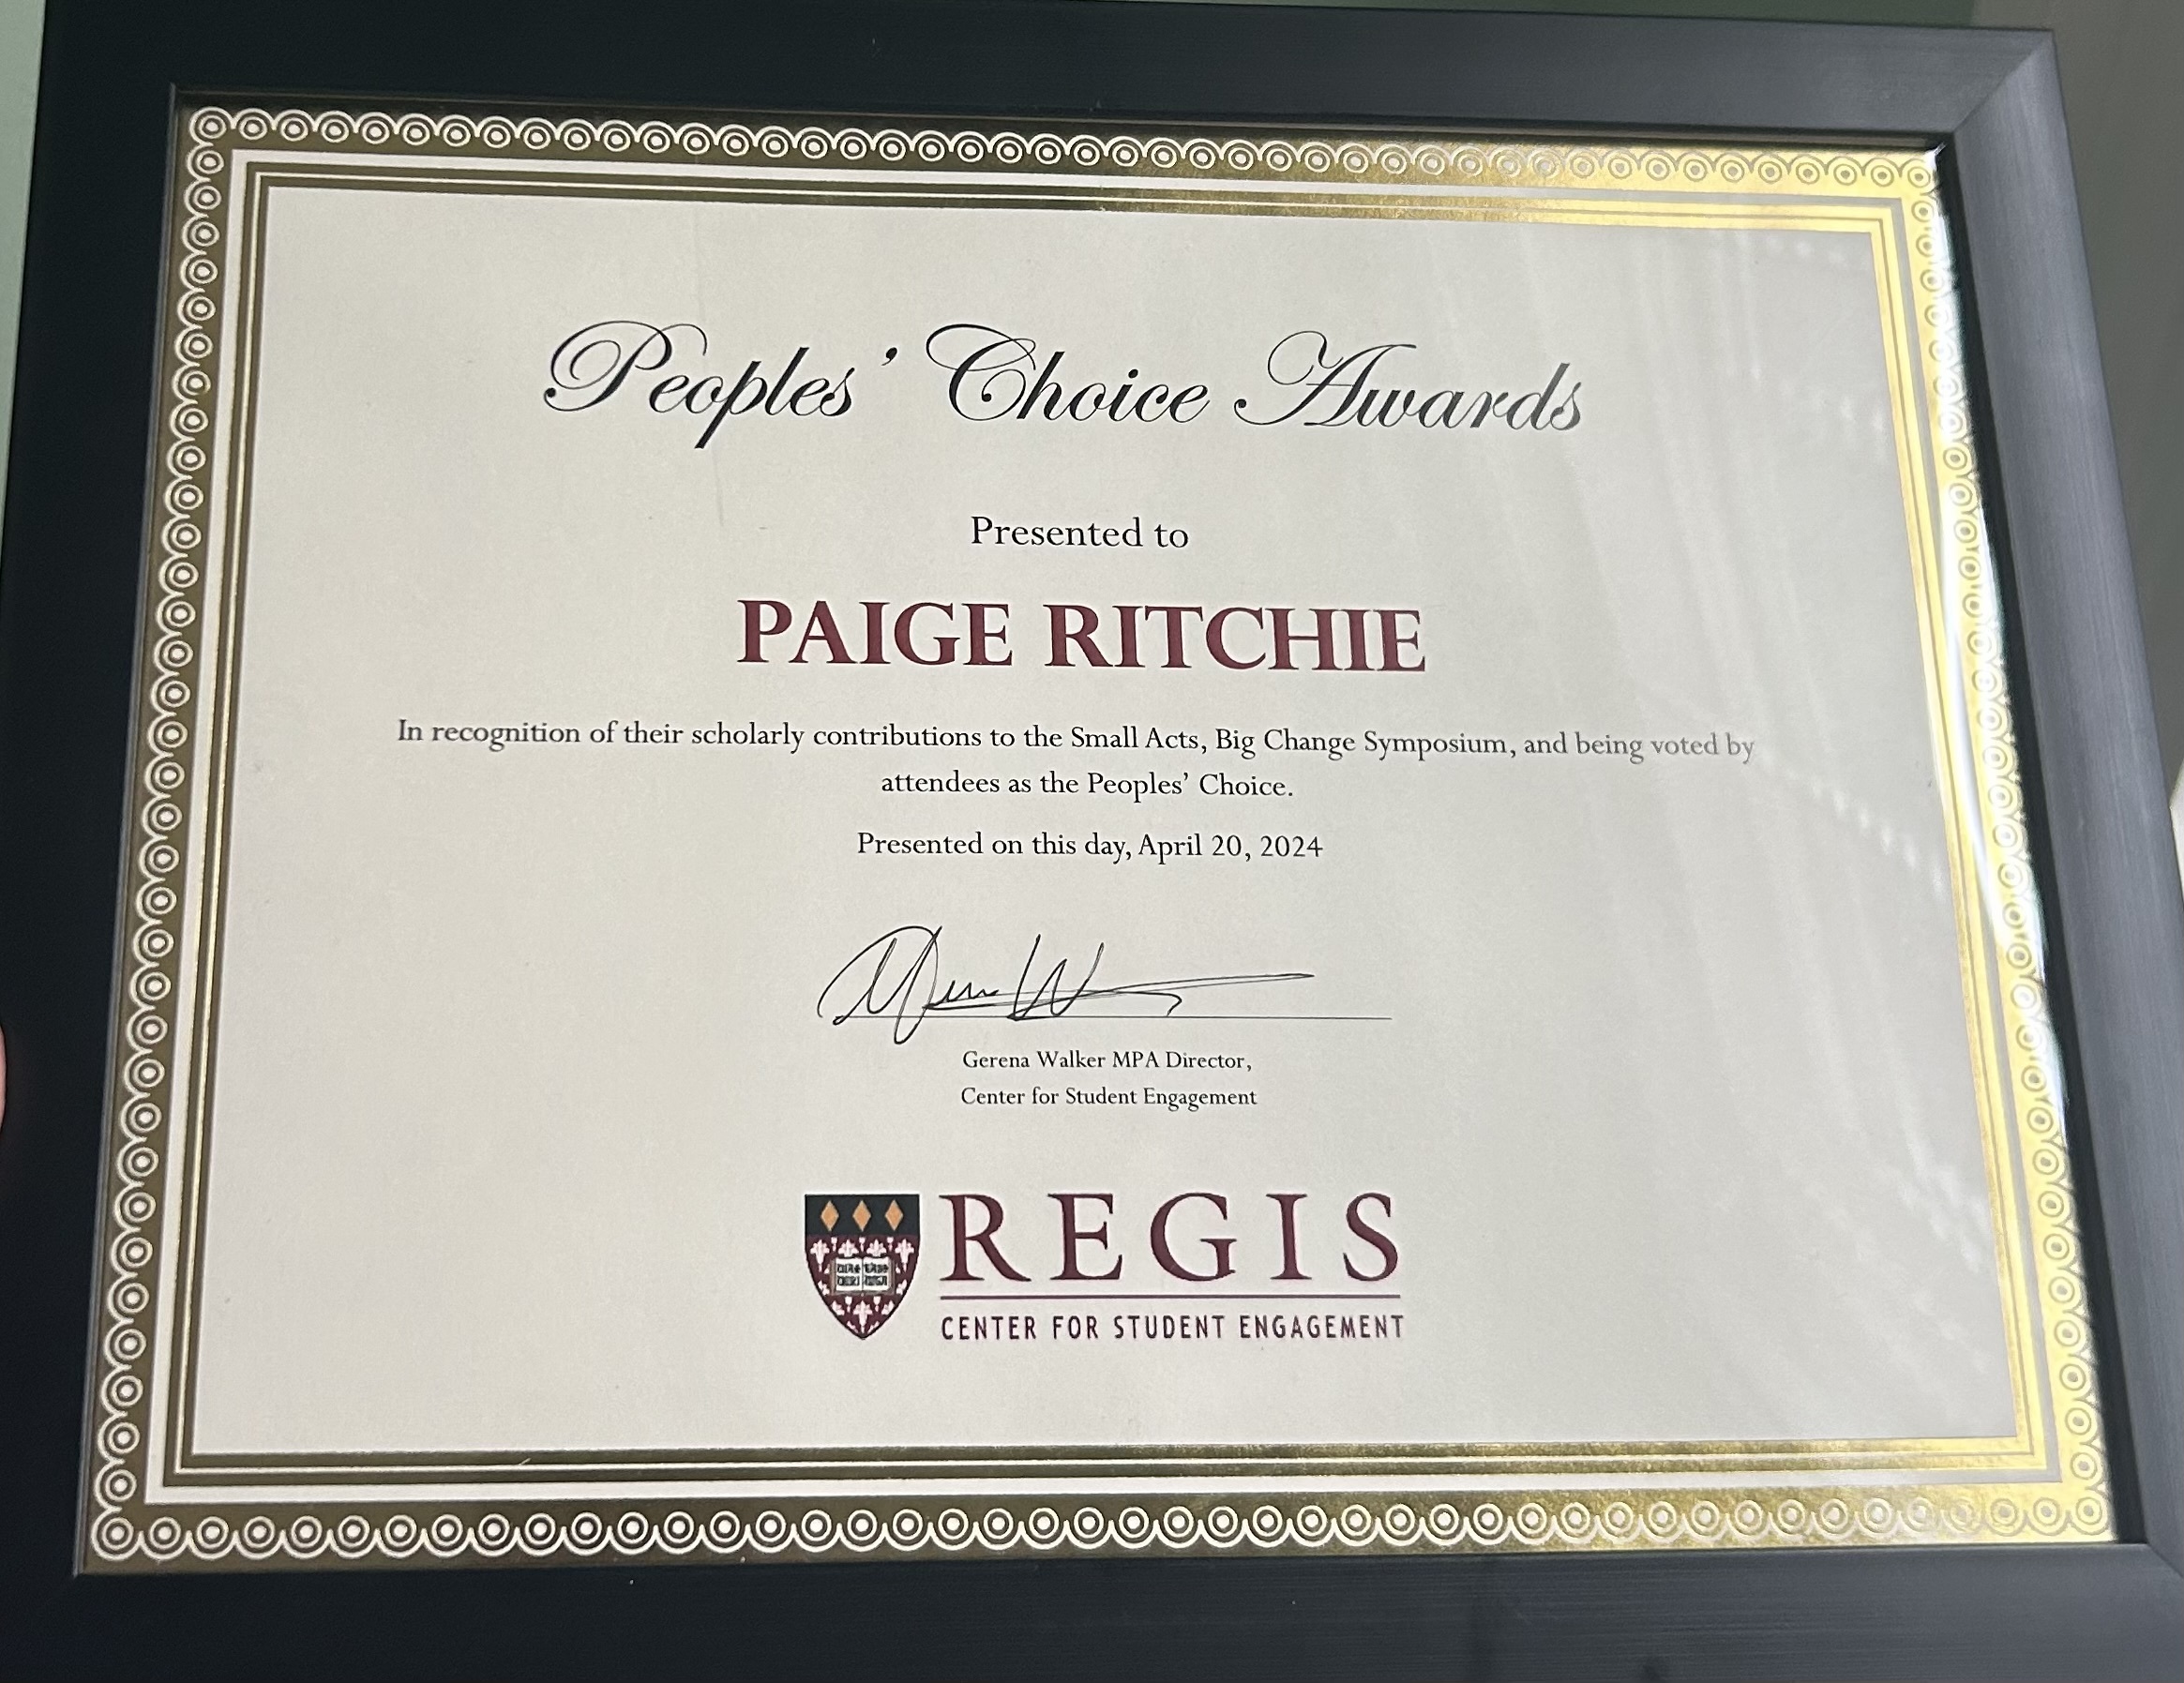 Peoples’ Choice Awards
Presented to
PAIGE RITCHIE
In recognition of their scholarly contributions to the Small Acts, Big Change Symposium, and being voted by
attendees as the Peoples’ Choice.
Presented on this day, April 20, 2024
Gerena Walker MPA Director,
Center for Student Engagement
REGIS
CENTER FOR STUDENT ENGAGEMENT